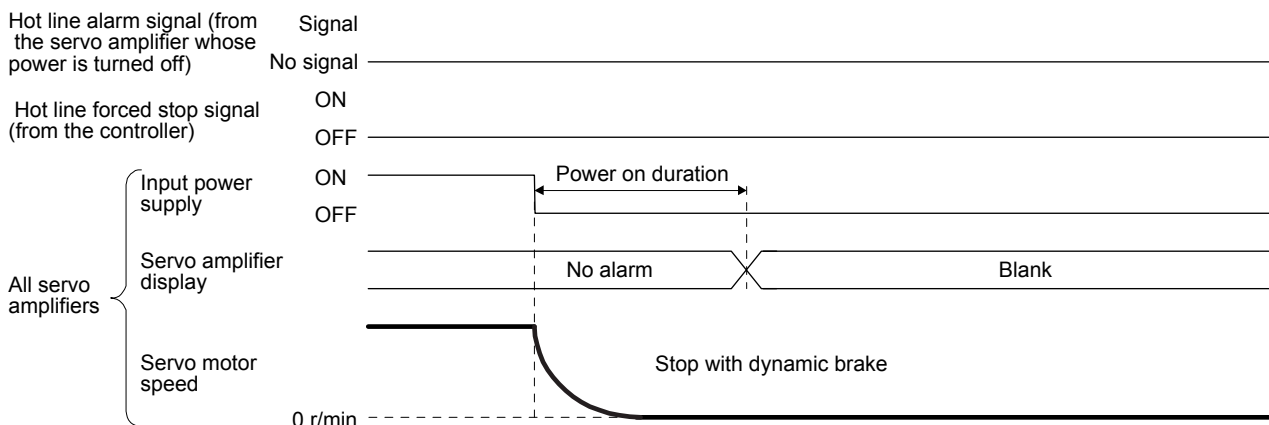 Hot line alarm signal (from
the servo amplifier whose
power is turned off)
Signal
No signal
Hot line forced stop signal
(from the controller)
ON
OFF
All servo
amplifiers
Input power
supply
ON
OFF
Power on duration
Servo amplifier
display
No alarm
Blank
Servo motor
speed
Stop with dynamic brake
0 r/min